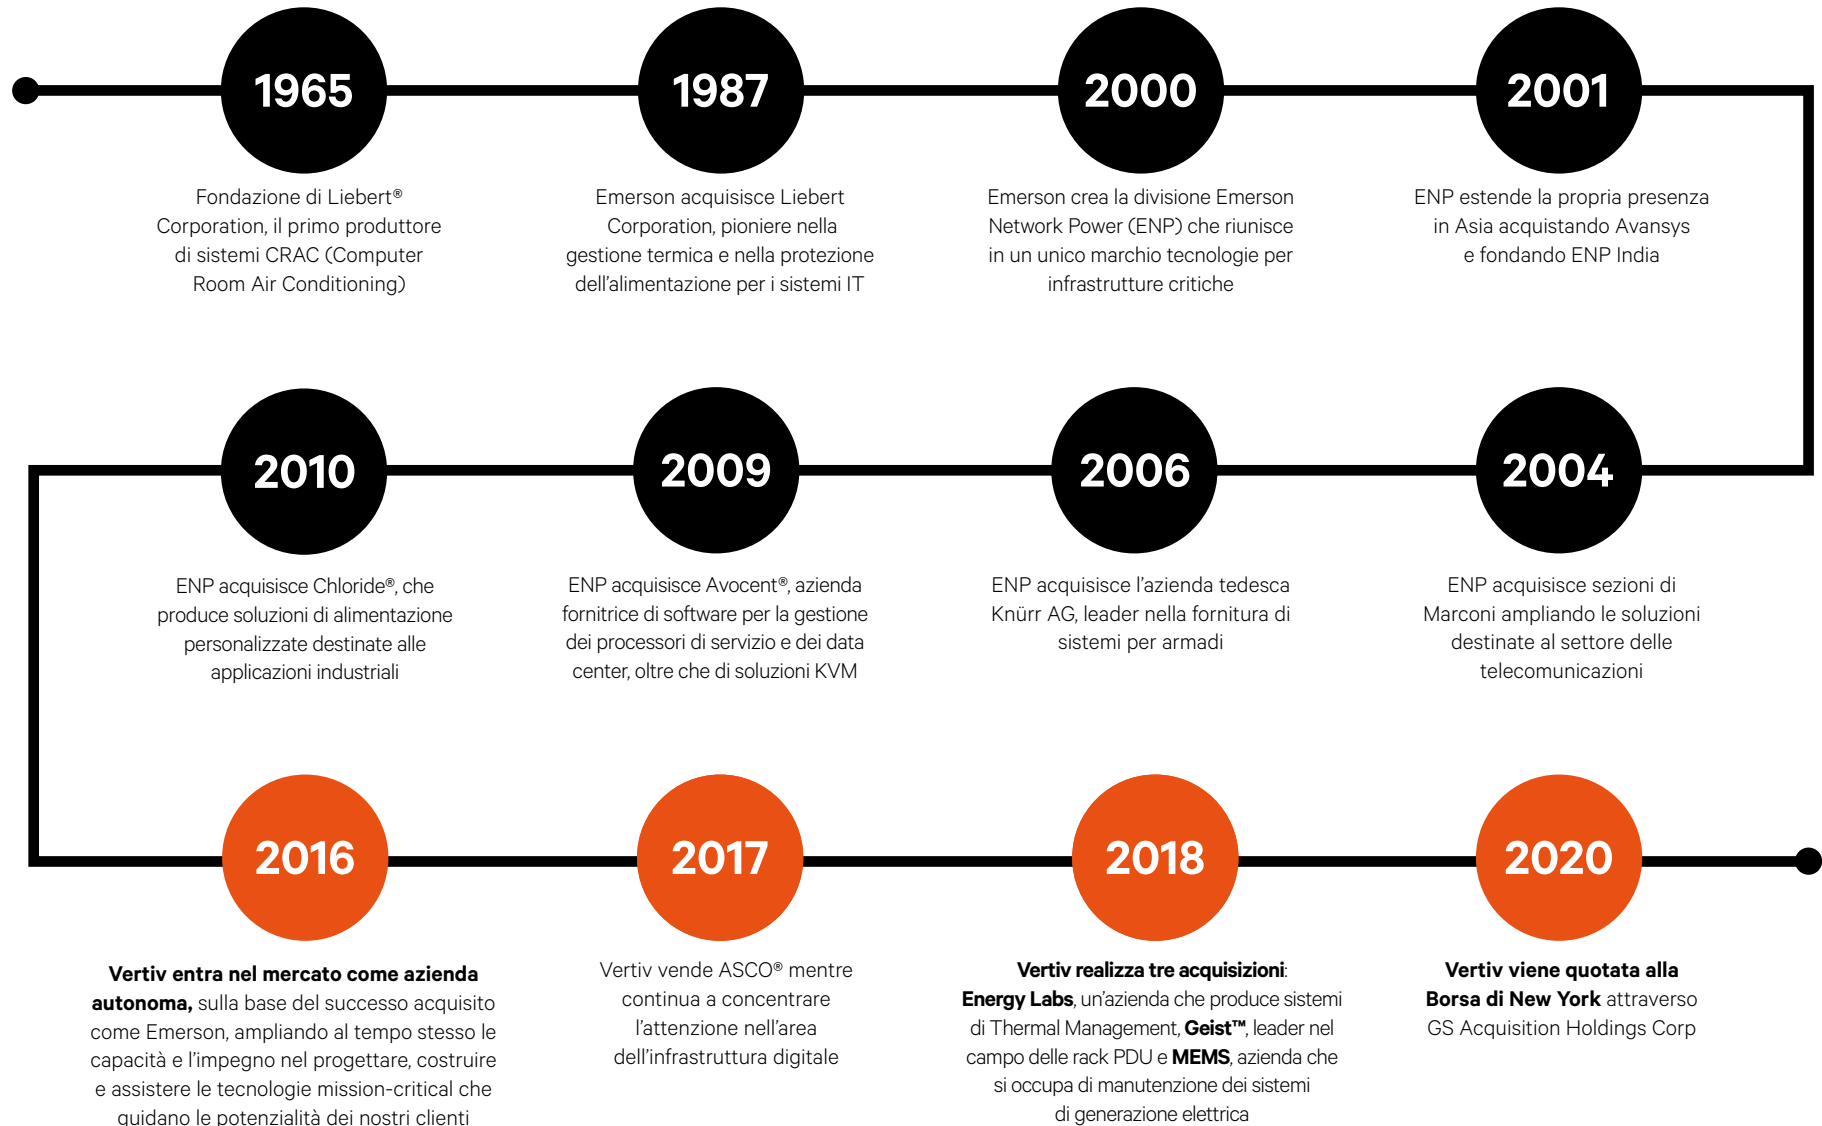 1965
Fondazione di Liebert®
Corporation, il primo produttore
di sistemi CRAC (Computer
Room Air Conditioning)
1987
Emerson acquisisce Liebert
Corporation, pioniere nella
gestione termica e nella protezione
dell'alimentazione per i sistemi IT
2000
Emerson crea la divisione Emerson
Network Power (ENP) che riunisce
in un unico marchio tecnologie per
infrastrutture critiche
2001
ENP estende la propria presenza
in Asia acquistando Avansys
e fondando ENP India
2004
ENP acquisisce sezioni di
Marconi ampliando le soluzioni
destinate al settore delle
telecomunicazioni
2006
ENP acquisisce l'azienda tedesca
Knürr AG, leader nella fornitura di
sistemi per armadi
2009
ENP acquisisce Avocent®, azienda
fornitrice di software per la gestione
dei processori di servizio e dei data
center, oltre che di soluzioni KVM
2010
ENP acquisisce Chloride®, che
produce soluzioni di alimentazione
personalizzate destinate alle
applicazioni industriali
2016
Vertiv entra nel mercato come azienda
autonoma, sulla base del successo acquisito
come Emerson, ampliando al tempo stesso le
capacità e l'impegno nel progettare, costruire
e assistere le tecnologie mission-critical che
guidano le potenzialità dei nostri clienti
2017
Vertiv vende ASCO® mentre
continua a concentrare
l'attenzione nell'area
dell'infrastruttura digitale
2018
Vertiv realizza tre acquisizioni:
Energy Labs, un'azienda che produce sistemi
di Thermal Management, Geist™, leader nel
campo delle rack PDU e MEMS, azienda che
si occupa di manutenzione dei sistemi
di generazione elettrica
2020
Vertiv viene quotata alla
Borsa di New York attraverso
GS Acquisition Holdings Corp